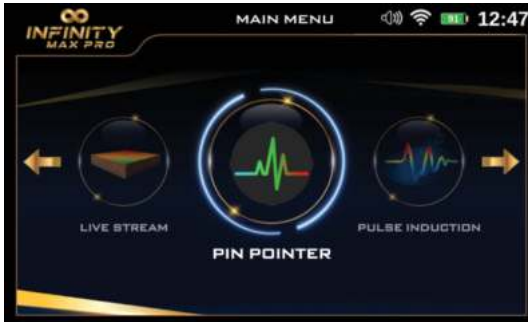 INFINITY
MAX PRO
MAIN MENU
91
12:47
LIVE STREAM
PIN POINTER
PULSE INDUCTION